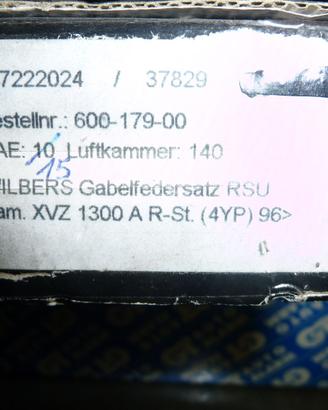 7222024 / 37829
estellnr.: 600-179-00
AE: 10 Luftkammer: 140
15
ILBERS Gabelfedersatz RSU
am. XVZ 1300 A R-St. (4YP) 96>